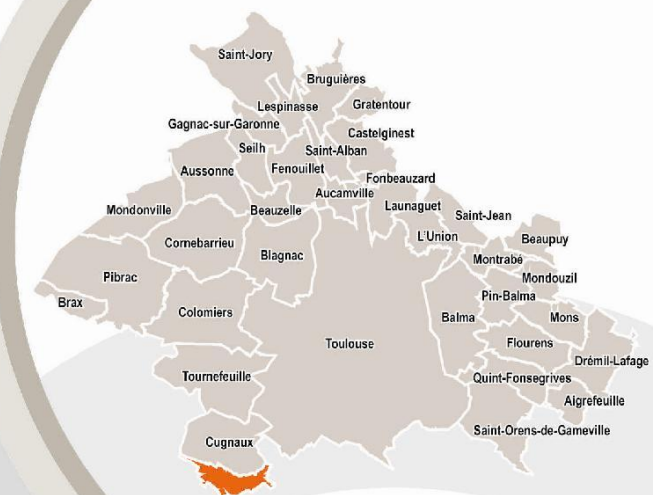 Saint-Jory
Bruguières
Lespinasse
Gratentour
Gagnac-sur-Garonne
Castelginest
Seilh
Saint-Alban
Aussonne
Fenouillet
Fonbeauzard
Aucamville
Launaguet
Mondonville
Beauzelle
Saint-Jean
L'Union
Beaupuy
Cornebarrieu
Blagnac
Montrabé
Pibrac
Mondouzil
Pin-Balma
Brax
Colomiers
Balma
Mons
Toulouse
Flourens
Drémil-Lafage
Tournefeuille
Quint-Fonsegrives
Aigrefeuille
Saint-Orens-de-Gameville
Cugnaux